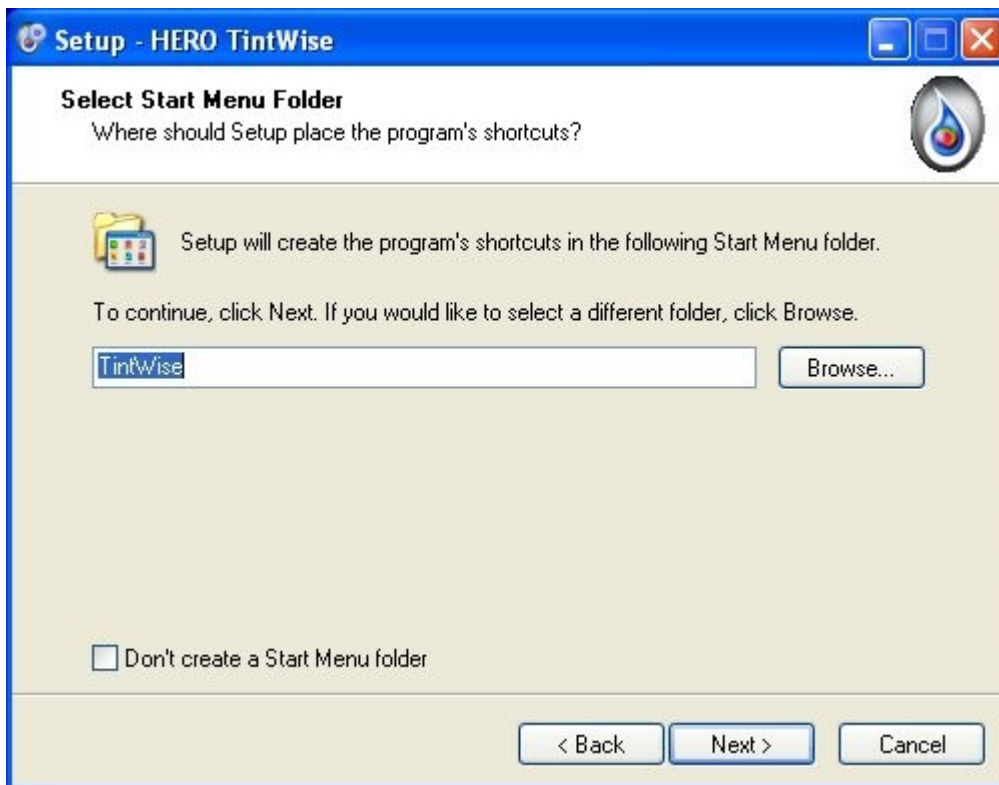 Setup - HERO TintWise
Select Start Menu Folder
Where should Setup place the program's shortcuts?
Setup will create the program's shortcuts in the following Start Menu folder.
To continue, click Next. If you would like to select a different folder, click Browse.
TintWise
Browse...
Don't create a Start Menu folder
< Back
Next >
Cancel